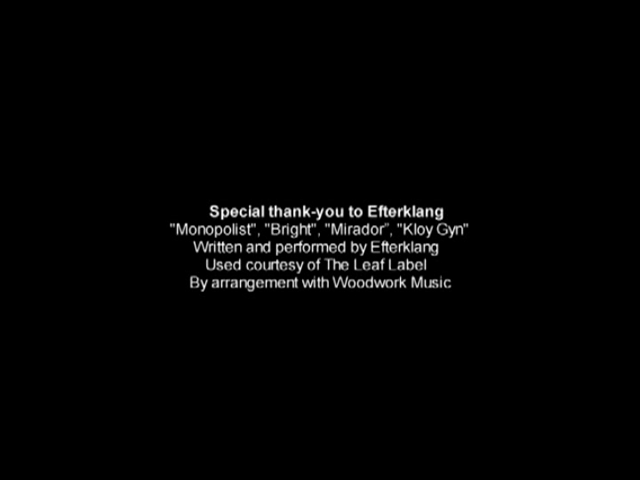 Special thank-you to Efterklang
"Monopolist", "Bright", "Mirador", "Kloy Gyn"
Written and performed by Efterklang
Used courtesy of The Leaf Label
By arrangement with Woodwork Music